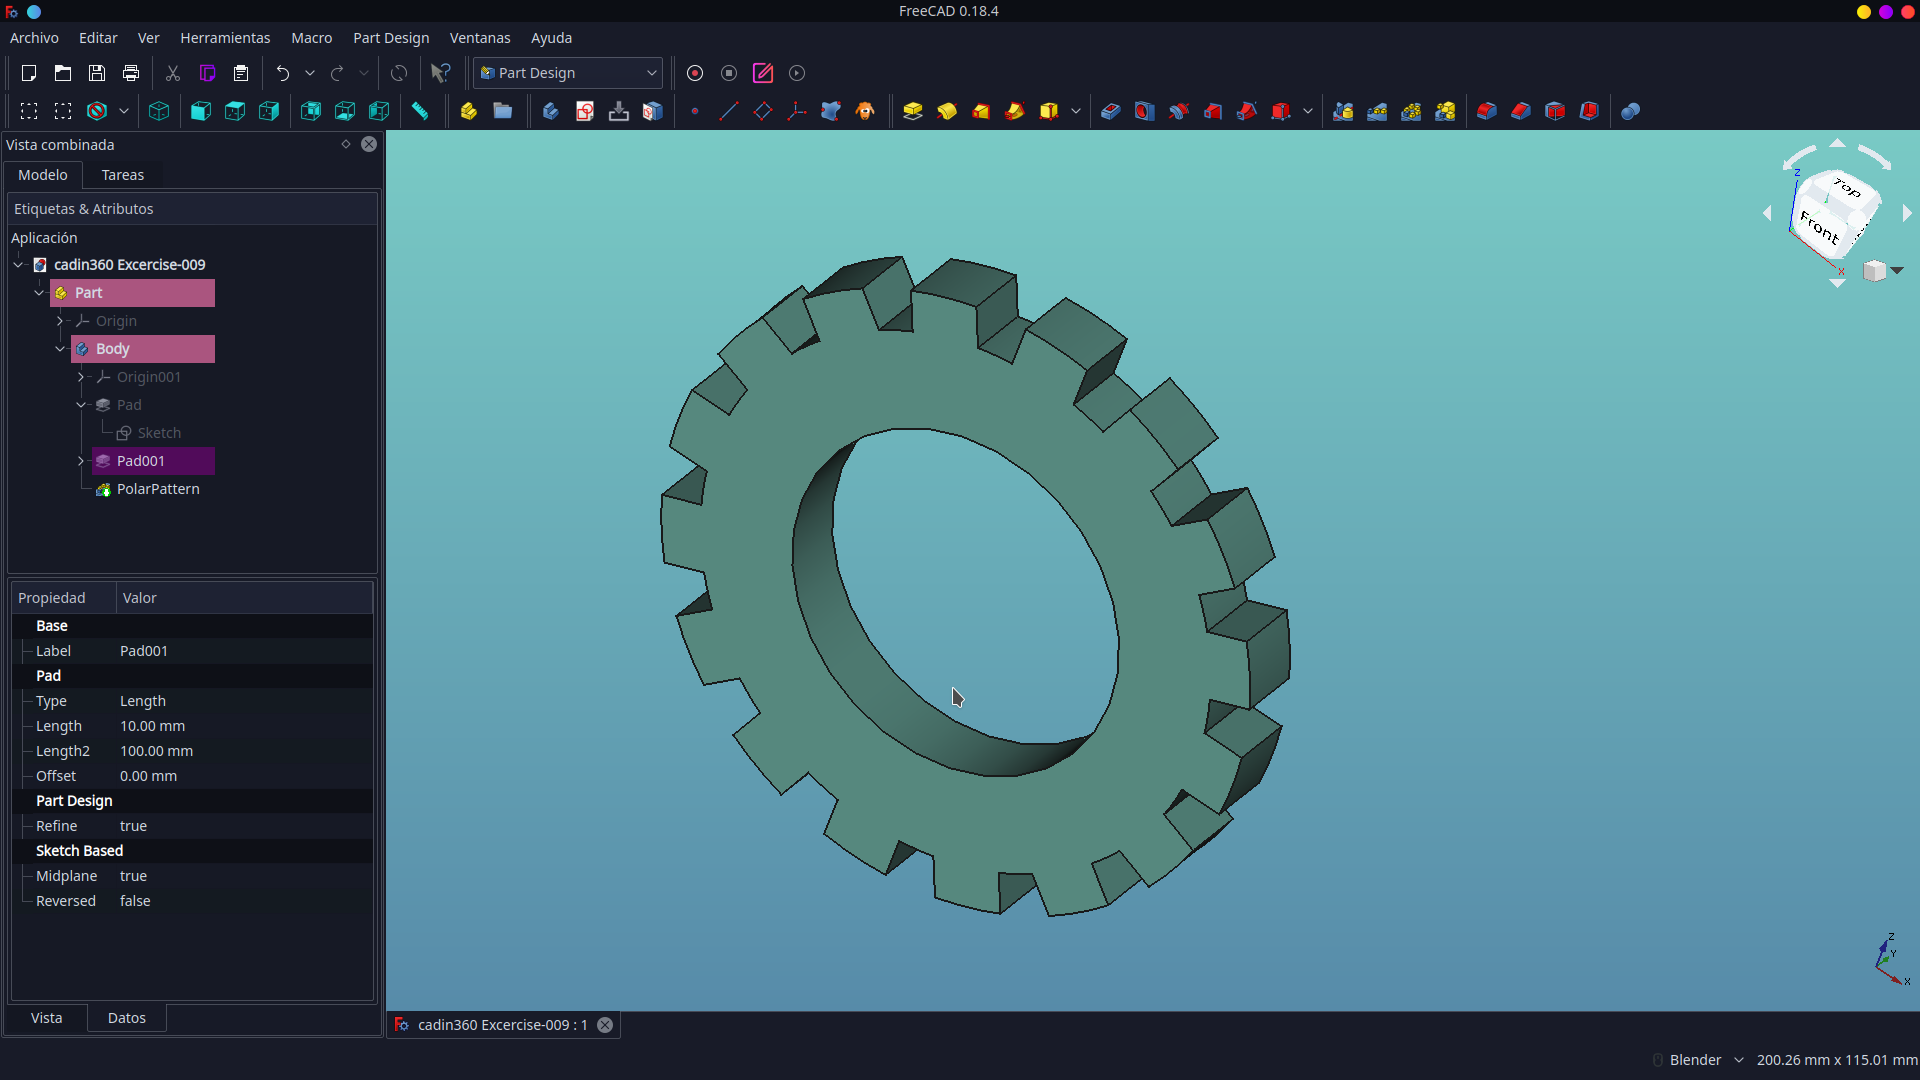 FreeCAD 0.18.4
Archivo Editar Ver Herramientas Macro Part Design Ventanas Ayuda
Part Design
Vista combinada
Modelo Tareas
Etiquetas & Atributos
Aplicación
cadin360 Excercise-009
Part
Origin
Body
Origin001
Pad
Sketch
Pad001
PolarPattern
Propiedad Valor
Base
Label Pad001
Pad
Type Length
Length 10.00 mm
Length2 100.00 mm
Offset 0.00 mm
Part Design
Refine true
Sketch Based
Midplane true
Reversed false
Vista Datos
Z
Top
Front
X
Z
Y
X
cadin360 Excercise-009 : 1
Blender 200.26 mm x 115.01 mm